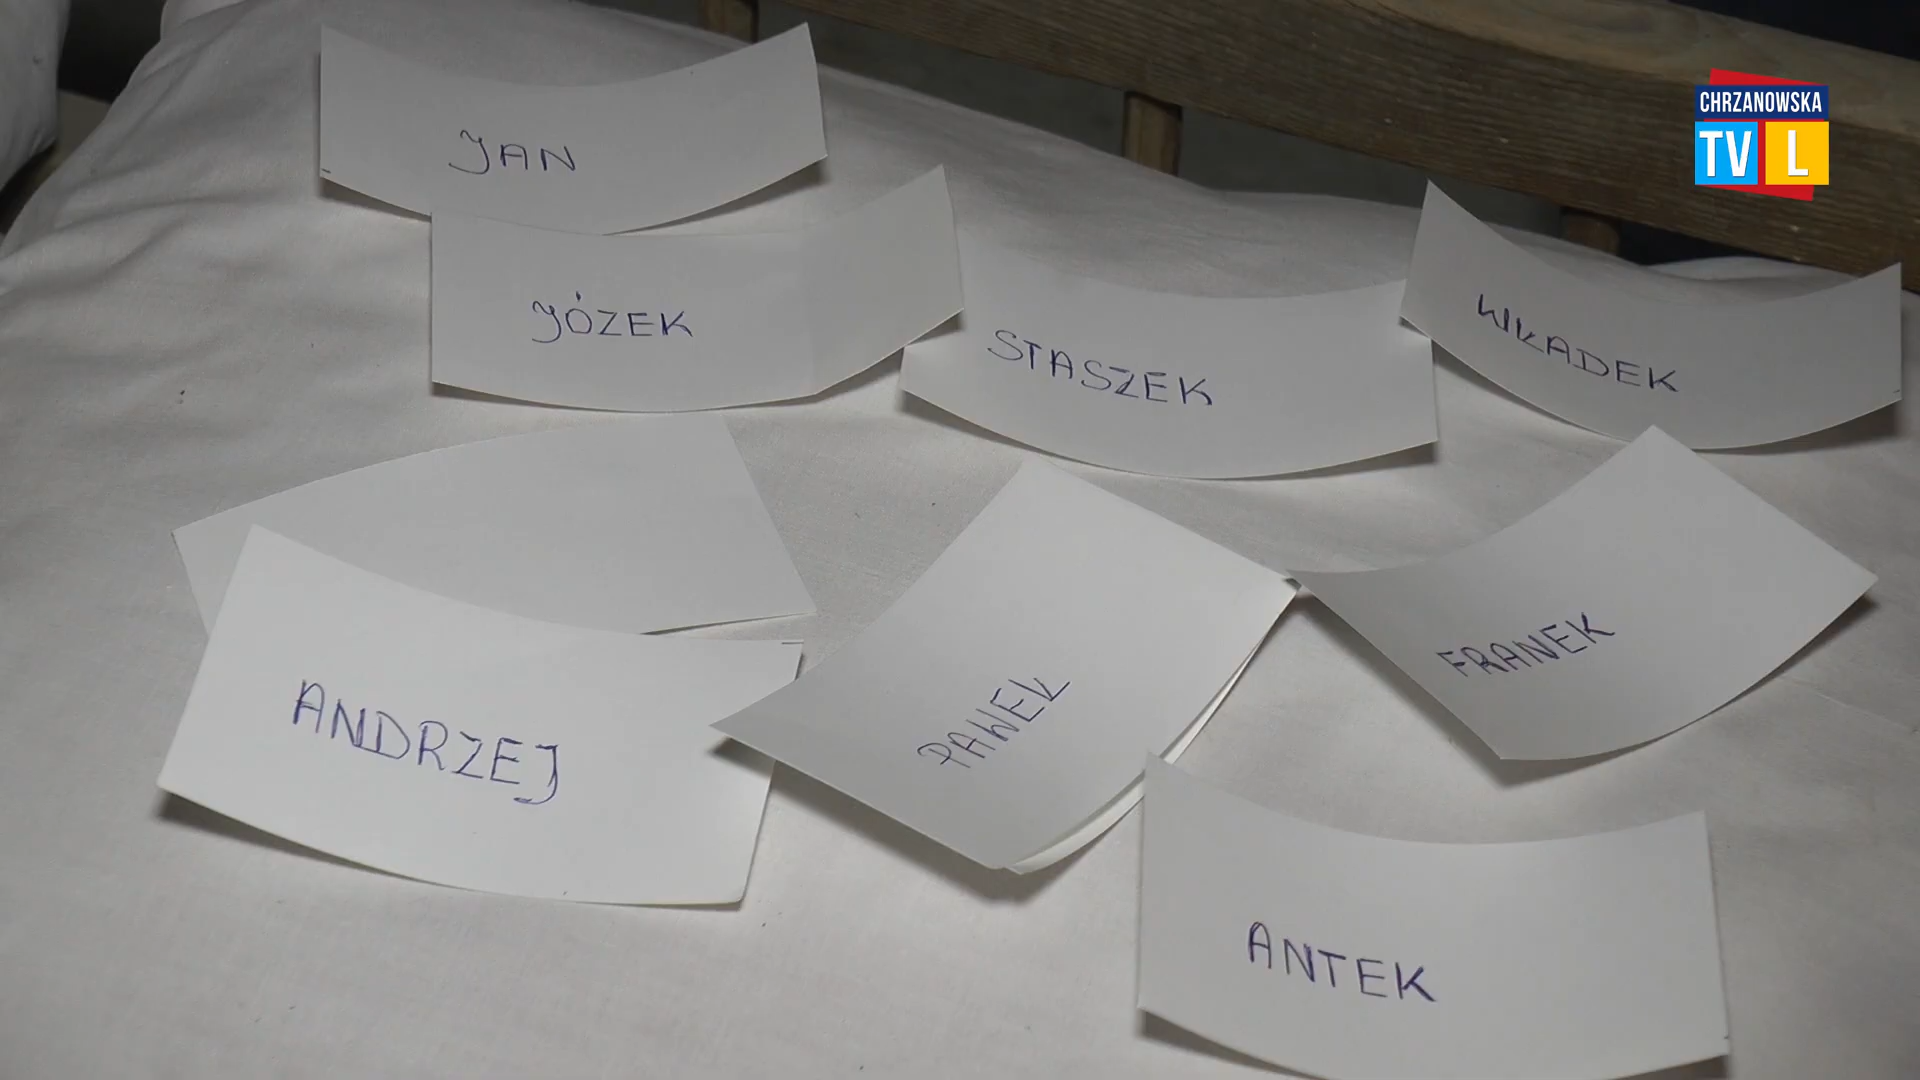 CHRZANOWSKA
TV L
JAN
JÓZEK
STASZEK
WŁADEK
FRANEK
PAWEŁ
ANDRZEJ
ANTEK